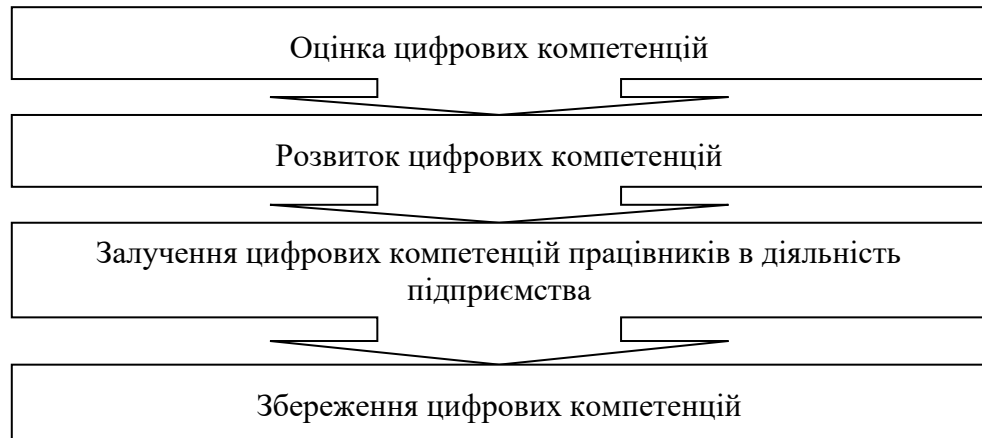 Оцінка цифрових компетенцій
Розвиток цифрових компетенцій
Залучення цифрових компетенцій працівників в діяльність
підприємства
Збереження цифрових компетенцій